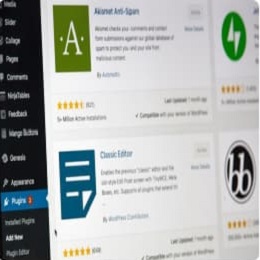 Media
Slider
Collage
Pages
Comments
NinjaTables
Feedback
Mango Buttons
Genesis
Appearance
Plugins
Installed Plugins
Add New
Plugin Editor
A
Akismet Anti-Spam
Akismet checks your comments and contact
form submissions against our global database of
spam to protect you and your site from
malicious content.
By Automattic
Last Updated: 1 month ago
5+ Million Active Installations
Compatible with your version of WordPress
Classic Editor
Enables the previous "classic" editor and the
old-style Edit Post screen with TinyMCE, Meta
Boxes, etc. Supports all plugins that extend
By WordPress Contributors
Last Updated: 1 month ago
5+ Million Active Installations
Compatible with your version of WordPress
bb